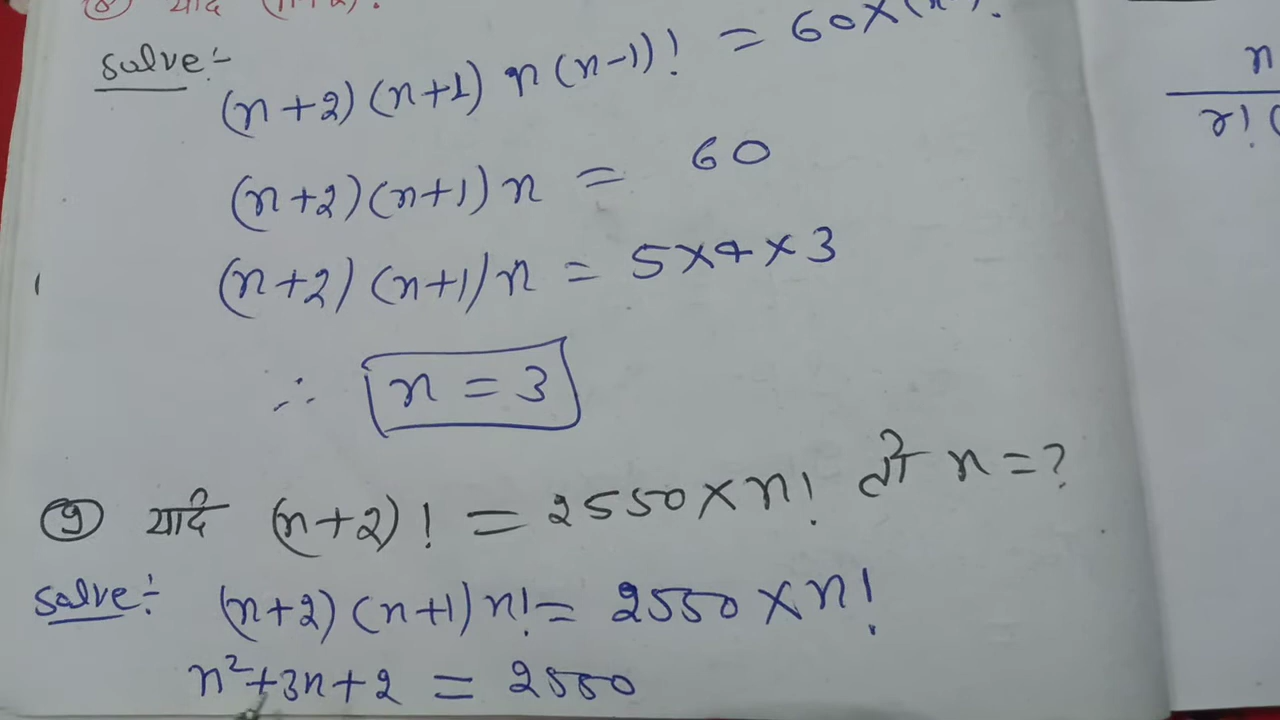 यदि
solve:-
(n+2)(n+1) n(n-1)! = 60×(n
(n+2)(n+1)n = 60
(n+2)(n+1)n = 5×4×3
∴ n = 3
(9) यदि (n+2)! = 2550×n! तो n=?
solve:- (n+2)(n+1)n! = 2550×n!
n²+3n+2 = 2550
n
r!(